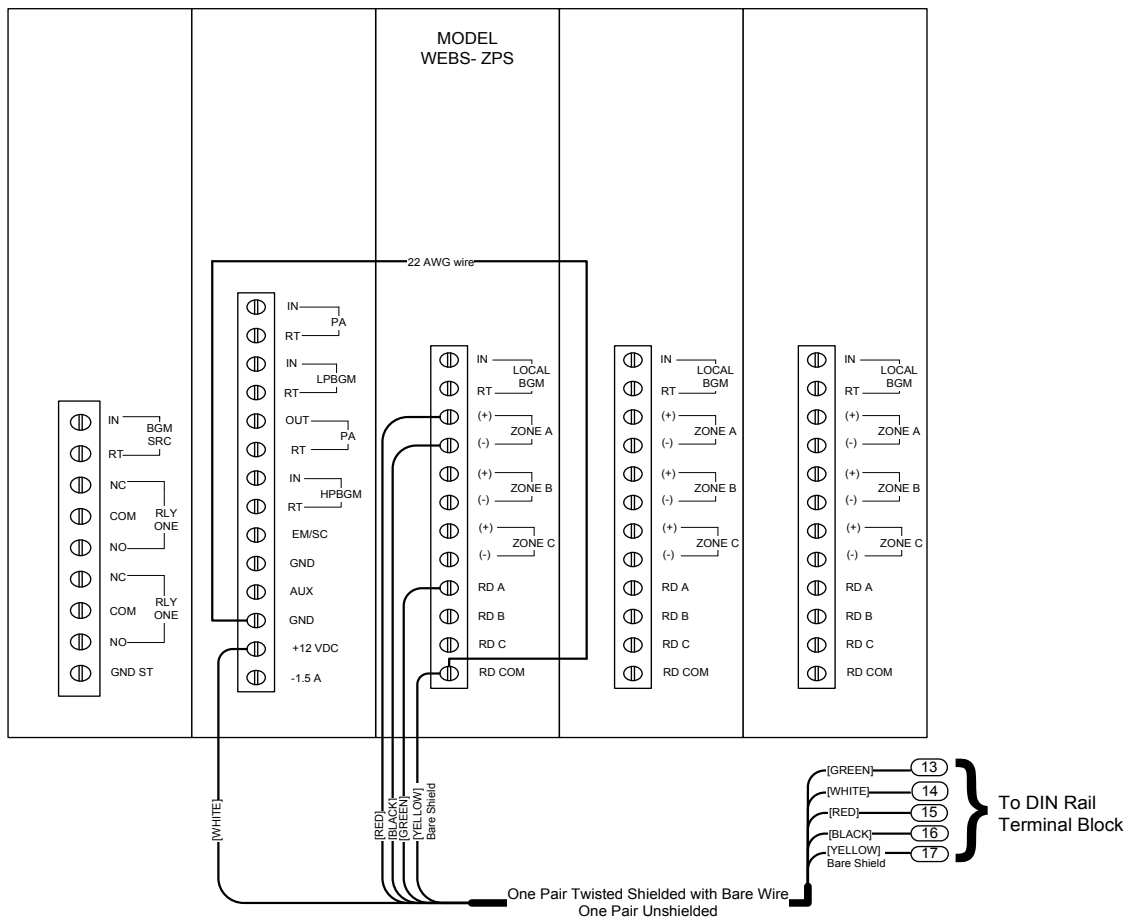 MODEL
WEBS- ZPS
22 AWG wire
IN
BGM
SRC
RT
NC
COM
RLY
ONE
NO
NC
COM
RLY
ONE
NO
GND ST
IN
PA
RT
IN
LPBGM
RT
OUT
PA
RT
IN
HPBGM
RT
EM/SC
GND
AUX
GND
+12 VDC
-1.5 A
IN
LOCAL
BGM
RT
(+)
ZONE A
(-)
(+)
ZONE B
(-)
(+)
ZONE C
(-)
RD A
RD B
RD C
RD COM
IN
LOCAL
BGM
RT
(+)
ZONE A
(-)
(+)
ZONE B
(-)
(+)
ZONE C
(-)
RD A
RD B
RD C
RD COM
IN
LOCAL
BGM
RT
(+)
ZONE A
(-)
(+)
ZONE B
(-)
(+)
ZONE C
(-)
RD A
RD B
RD C
RD COM
[WHITE]
[RED]
[BLACK]
[GREEN]
[YELLOW]
Bare Shield
[GREEN] 13
[WHITE] 14
[RED] 15
[BLACK] 16
[YELLOW] 17
Bare Shield
To DIN Rail
Terminal Block
One Pair Twisted Shielded with Bare Wire
One Pair Unshielded